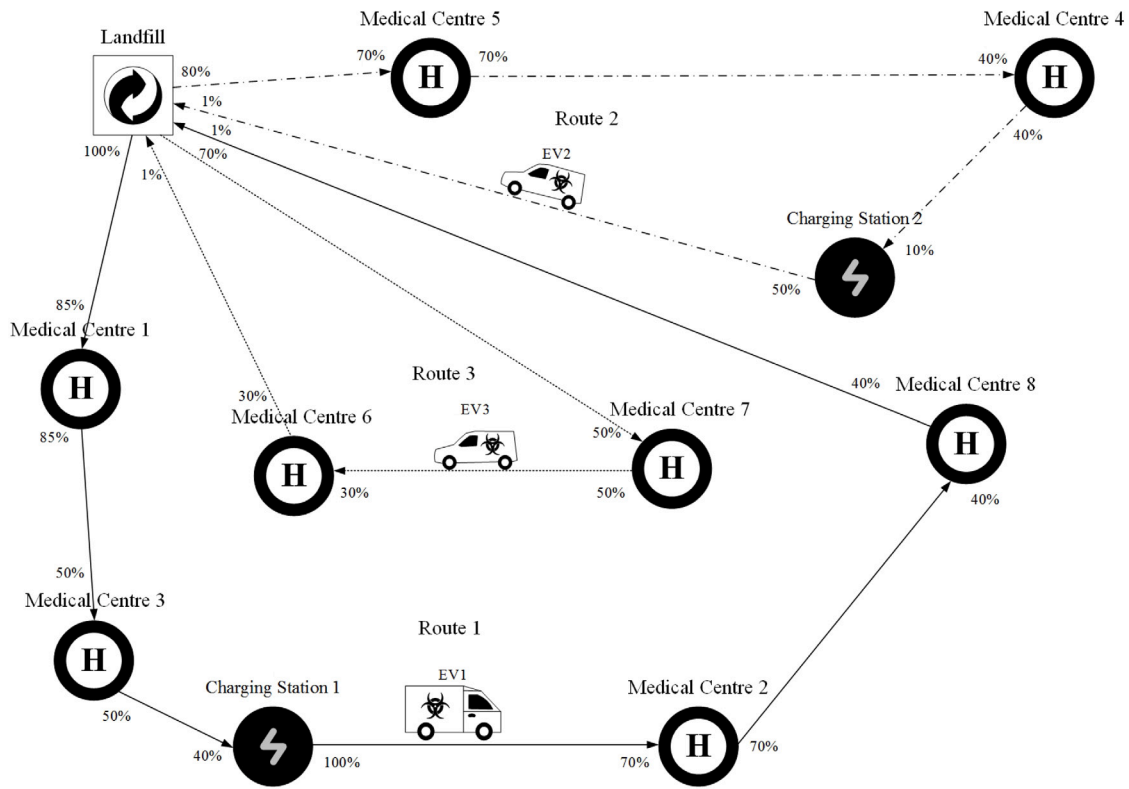 Medical Centre 5
Medical Centre 4
Landfill
70%
70%
H
40%
H
80%
1%
1%
70%
100%
1%
Route 2
EV2
40%
Charging Station 2
10%
50%
85%
Medical Centre 1
H
85%
Route 3
EV3
30%
Medical Centre 6
H
30%
Medical Centre 7
50%
50%
H
40%
Medical Centre 8
H
40%
50%
Medical Centre 3
H
50%
Route 1
EV1
Charging Station 1
40%
100%
Medical Centre 2
70%
H
70%